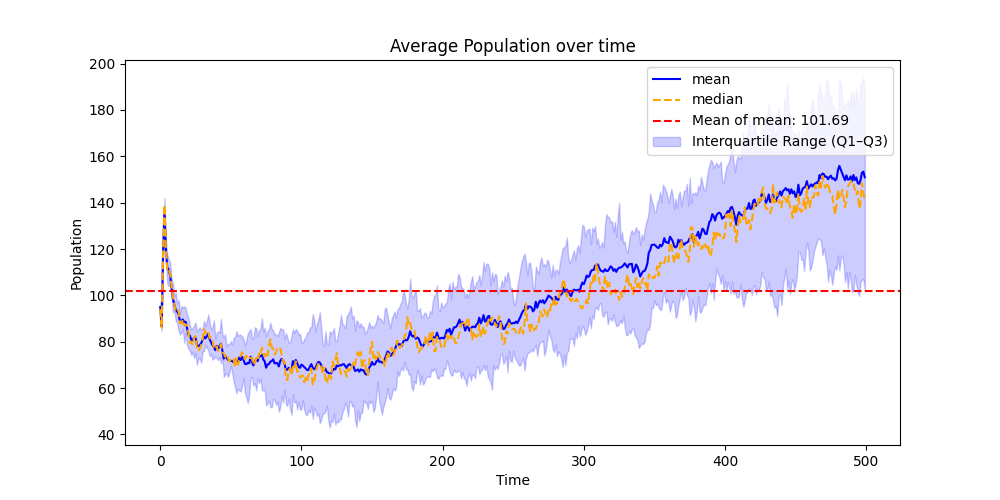 Average Population over time
200
180
160
140
120
100
80
60
40
Population
mean
median
Mean of mean: 101.69
Interquartile Range (Q1–Q3)
0
100
200
300
400
500
Time